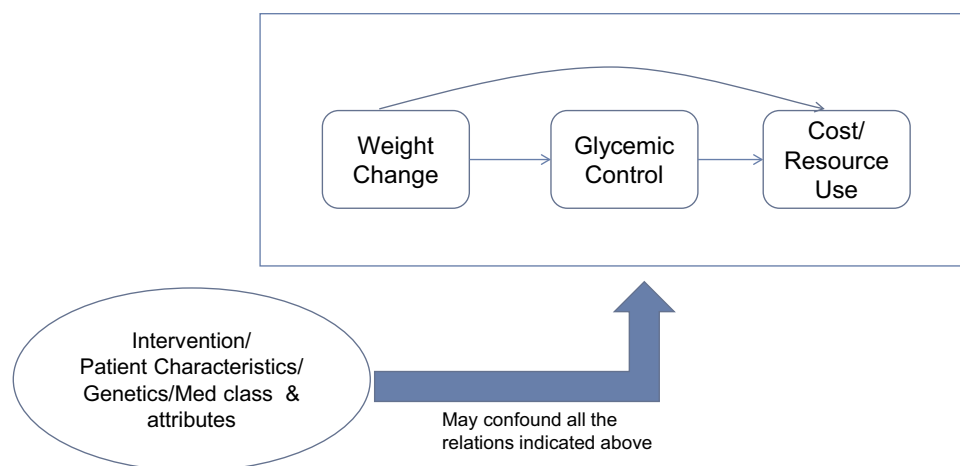 Weight
Change
Glycemic
Control
Cost/
Resource
Use
Intervention/
Patient Characteristics/
Genetics/Med class &
attributes
May confound all the
relations indicated above